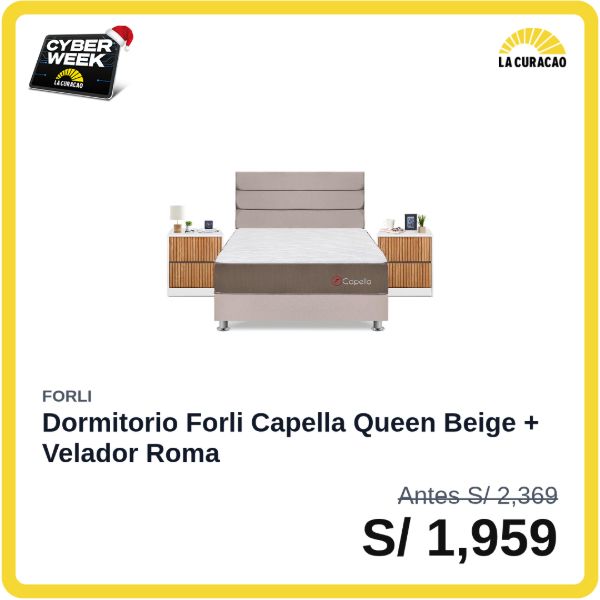 CYBER
WEEK
LA CURACAO
LA CURACAO
Capella
FORLI
Dormitorio Forli Capella Queen Beige +
Velador Roma
Antes S/ 2,369
S/ 1,959